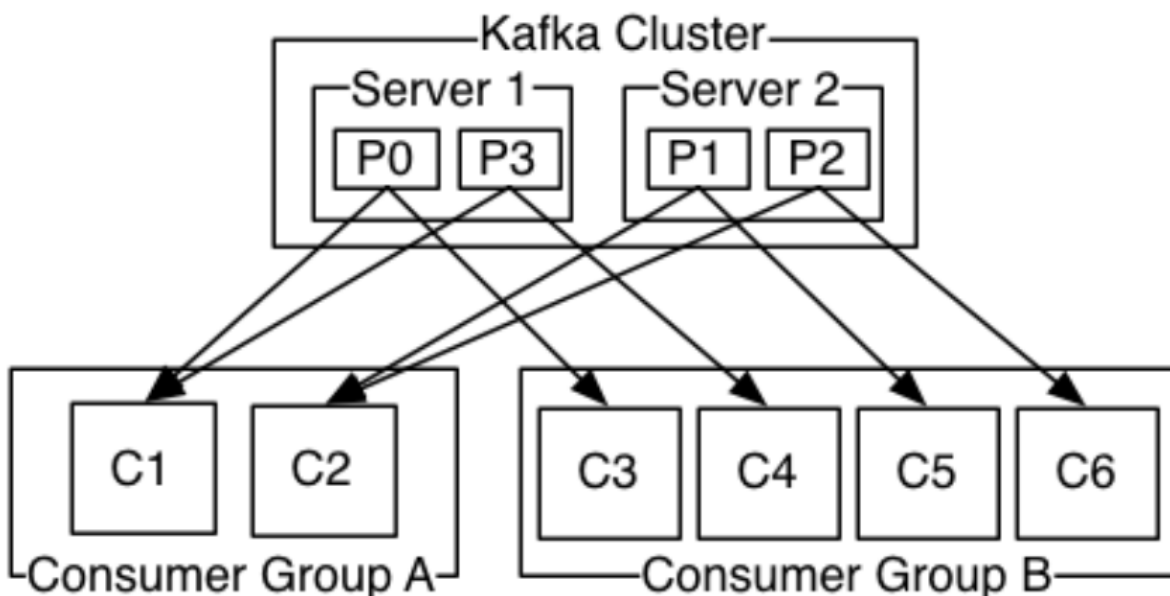 Kafka Cluster
Server 1 Server 2
P0 P3 P1 P2
C1 C2 C3 C4 C5 C6
Consumer Group A Consumer Group B